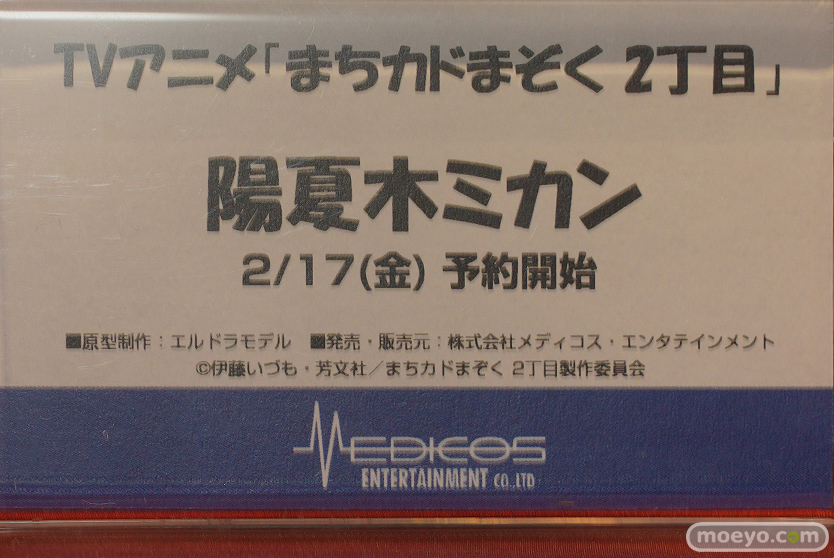 TVアニメ「まちカドまぞく 2丁目」
陽夏木ミカン
2/17(金) 予約開始
■原型制作：エルドラモデル　■発売・販売元：株式会社メディコス・エンタテインメント
©伊藤いづも・芳文社／まちカドまぞく 2丁目製作委員会
MEDICOS
ENTERTAINMENT CO.,LTD
moeyo.com